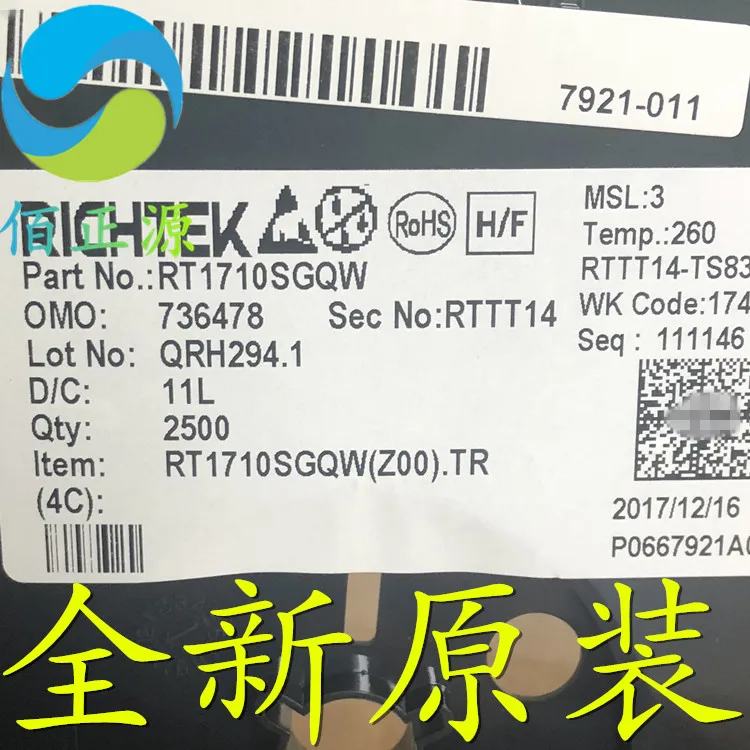 7921-011
佰正源
RICHTEK
RoHS
H/F
MSL:3
Temp.:260
RTTT14-TS83
WK Code:174
Seq : 111146
Part No.:RT1710SGQW
OMO: 736478 Sec No:RTTT14
Lot No: QRH294.1
D/C: 11L
Qty: 2500
Item: RT1710SGQW(Z00).TR
(4C):
2017/12/16
P0667921A0
全新原装